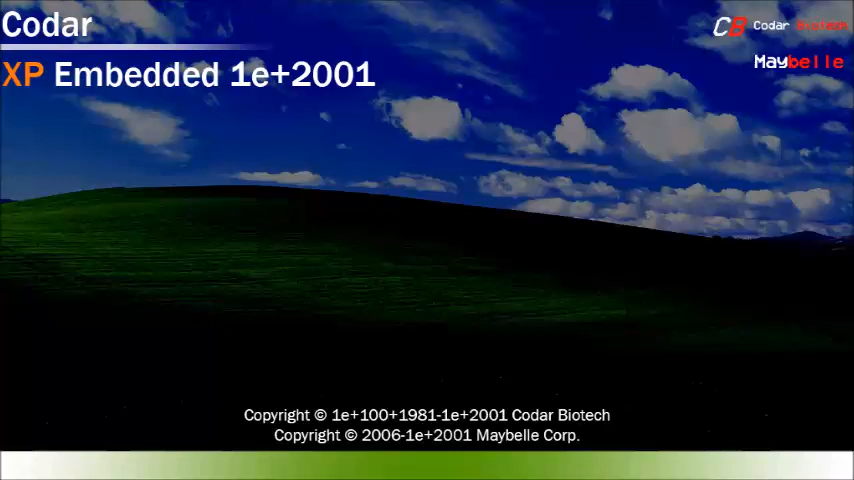 Codar
XP Embedded 1e+2001
CB Codar Biotech
Maybelle
Copyright © 1e+100+1981-1e+2001 Codar Biotech
Copyright © 2006-1e+2001 Maybelle Corp.